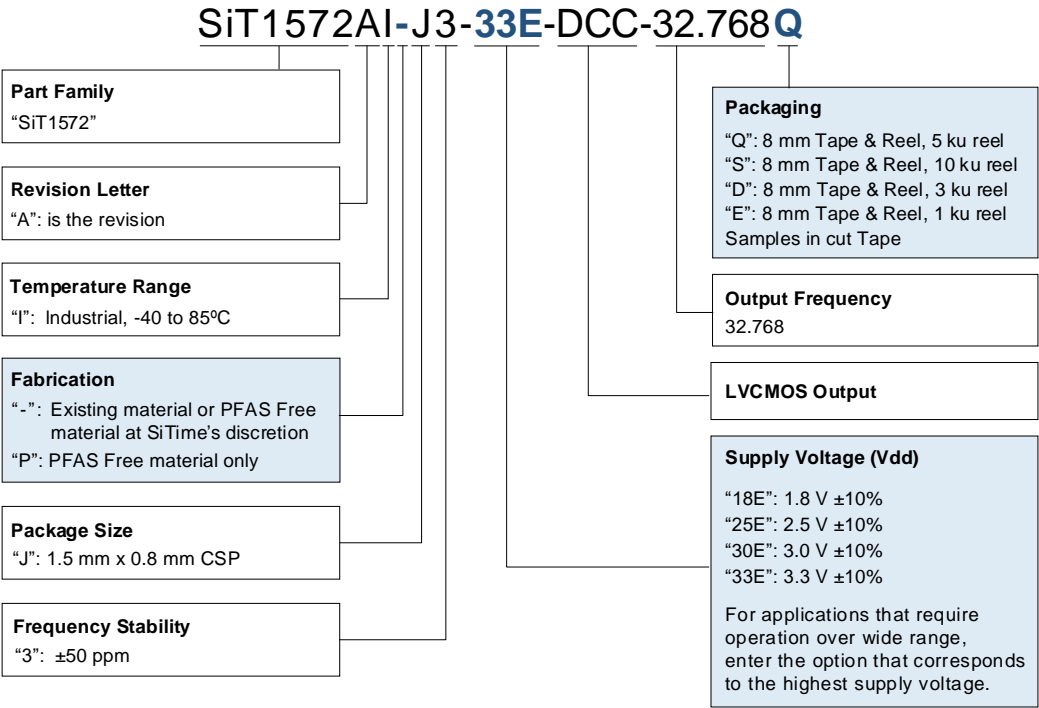 SiT1572AI-J3-33E-DCC-32.768Q
Part Family
“SiT1572”
Revision Letter
“A”: is the revision
Temperature Range
“I”: Industrial, -40 to 85ºC
Fabrication
“-”: Existing material or PFAS Free
material at SiTime’s discretion
“P”: PFAS Free material only
Package Size
“J”: 1.5 mm x 0.8 mm CSP
Frequency Stability
“3”: ±50 ppm
Packaging
“Q”: 8 mm Tape & Reel, 5 ku reel
“S”: 8 mm Tape & Reel, 10 ku reel
“D”: 8 mm Tape & Reel, 3 ku reel
“E”: 8 mm Tape & Reel, 1 ku reel
Samples in cut Tape
Output Frequency
32.768
LVCMOS Output
Supply Voltage (Vdd)
“18E”: 1.8 V ±10%
“25E”: 2.5 V ±10%
“30E”: 3.0 V ±10%
“33E”: 3.3 V ±10%
For applications that require
operation over wide range,
enter the option that corresponds
to the highest supply voltage.